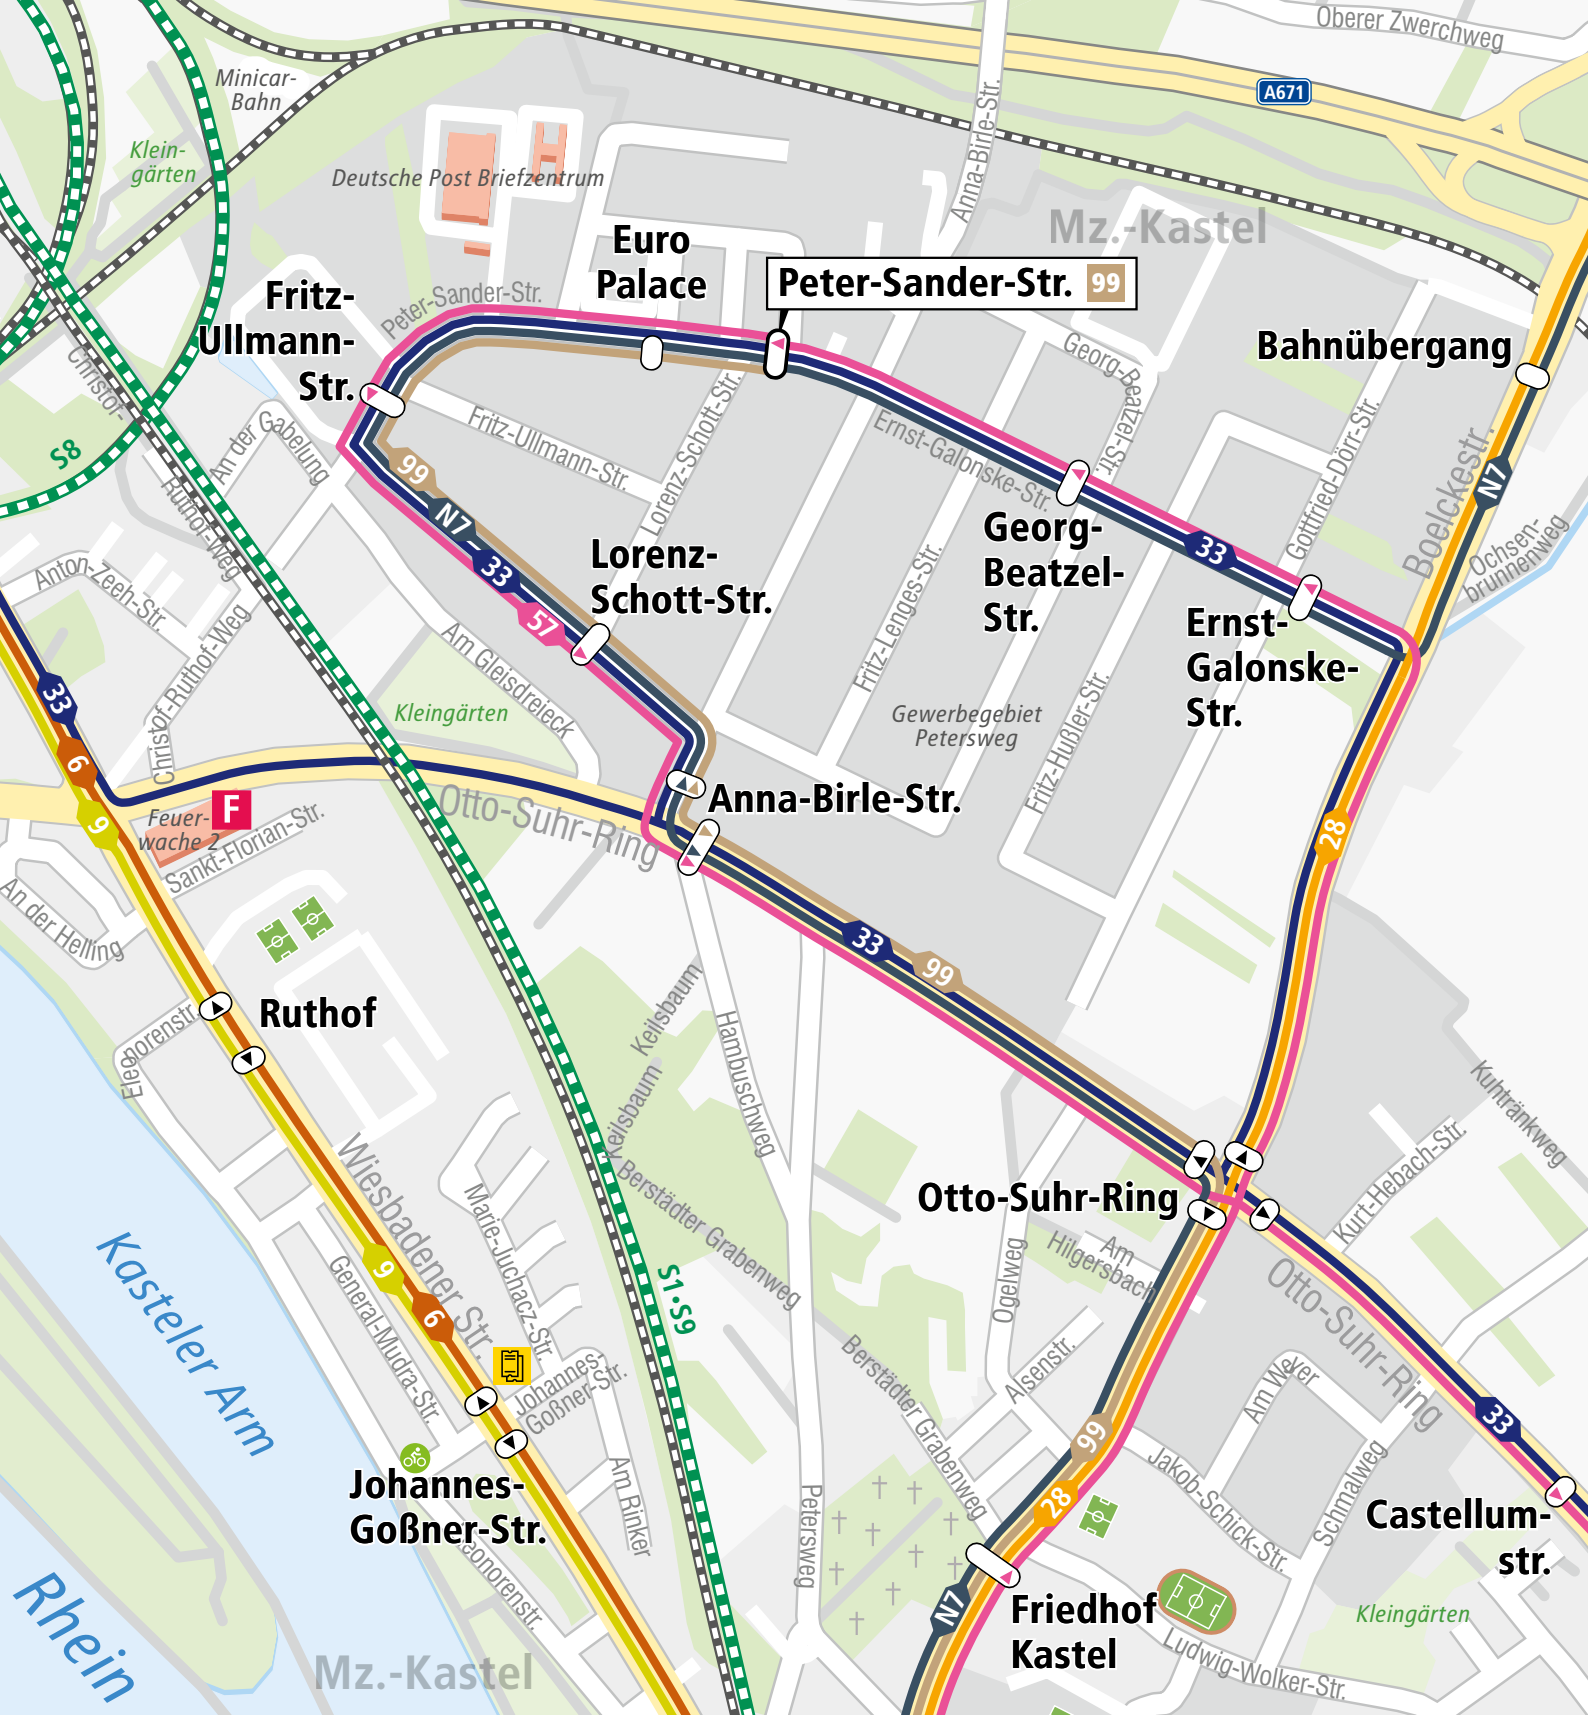 Oberer Zwerchweg
Minicar-
Bahn
A671
Klein-
gärten
Anna-Birle-Str.
Deutsche Post Briefzentrum
Mz.-Kastel
Euro
Palace
Peter-Sander-Str. 99
Fritz-
Ullmann-
Str.
Peter-Sander-Str.
Bahnübergang
Georg-Beatzel-Str.
Christof-
Ruthof-Weg
S8
An der Gabelung
Fritz-Ullmann-Str.
Lorenz-Schott-Str.
Ernst-Galonske-Str.
Gottfried-Dörr-Str.
Boelckestr.
N7
99
N7
33
57
Lorenz-
Schott-Str.
Georg-
Beatzel-
Str.
33
Ochsen-
brunnenweg
Anton-Zeeh-Str.
Christof-Ruthof-Weg
Am Gleisdreieck
Fritz-Lenges-Str.
Ernst-
Galonske-
Str.
33
6
9
Kleingärten
Gewerbegebiet
Petersweg
Fritz-Hußler-Str.
Otto-Suhr-Ring
Anna-Birle-Str.
Feuer-
wache 2
F
Sankt-Florian-Str.
28
An der Helling
33
99
Ruthof
Eleonorenstr.
Keilsbaum
Keilsbaum
Hambuschweg
Kuhtränkweg
Kurt-Hebach-Str.
Wiesbadener Str.
Marie-Juchacz-Str.
Berstädter Grabenweg
Otto-Suhr-Ring
Am
Hilgersbach
Ogelweg
Kasteler Arm
General-Mudra-Str.
9
6
S1•S9
Otto-Suhr-Ring
Johannes-
Goßner-Str.
Berstädter Grabenweg
Alsenstr.
Am Weiher
33
99
28
Johannes-
Goßner-Str.
Am Rinker
Petersweg
Jakob-Schick-Str.
Schmalweg
Castellum-
str.
Rhein
N7
Friedhof
Kastel
Kleingärten
Ludwig-Wolker-Str.
Mz.-Kastel